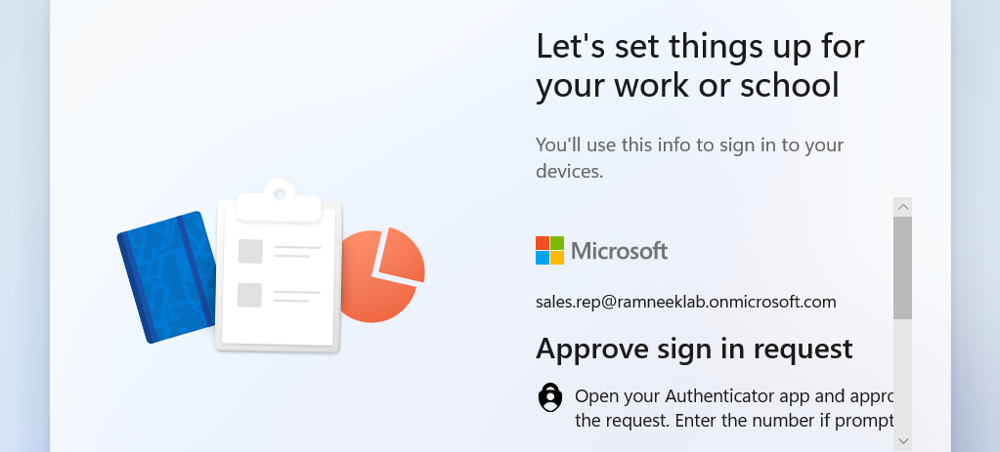 Let's set things up for
your work or school
You'll use this info to sign in to your
devices.
Microsoft
sales.rep@ramneeklab.onmicrosoft.com
Approve sign in request
Open your Authenticator app and appro
the request. Enter the number if prompt